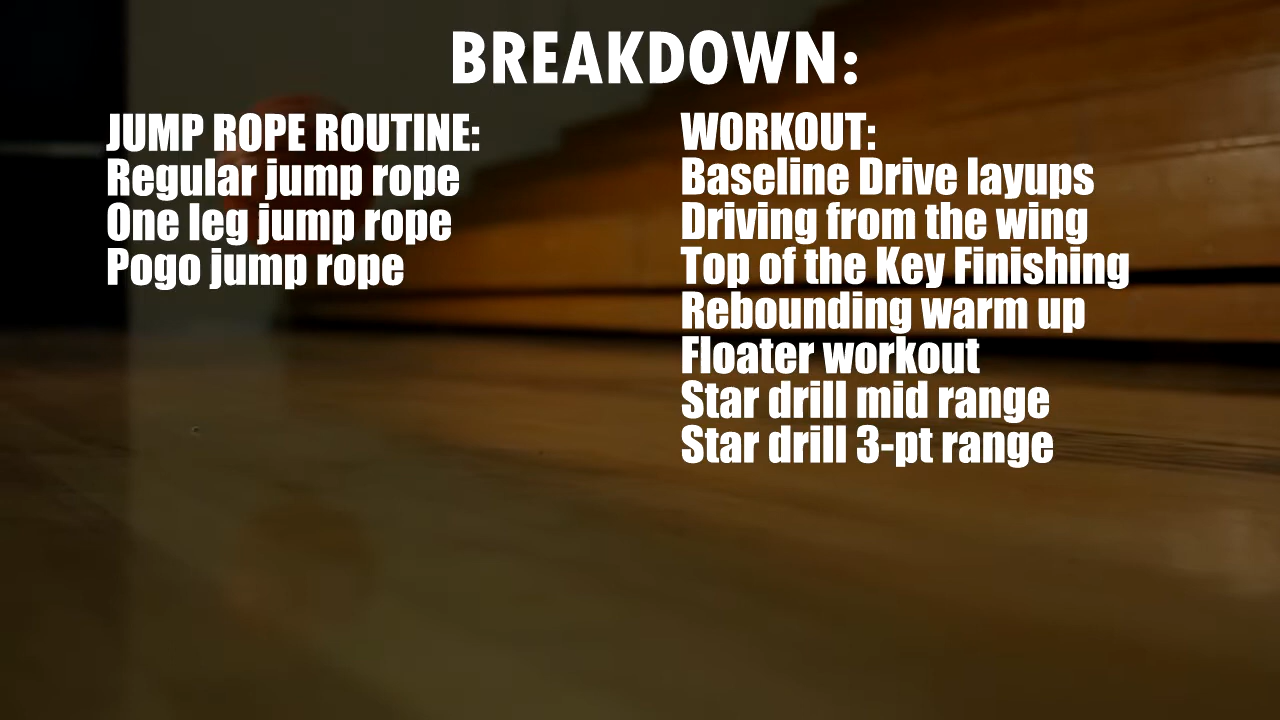 BREAKDOWN:
JUMP ROPE ROUTINE:
Regular jump rope
One leg jump rope
Pogo jump rope
WORKOUT:
Baseline Drive layups
Driving from the wing
Top of the Key Finishing
Rebounding warm up
Floater workout
Star drill mid range
Star drill 3-pt range